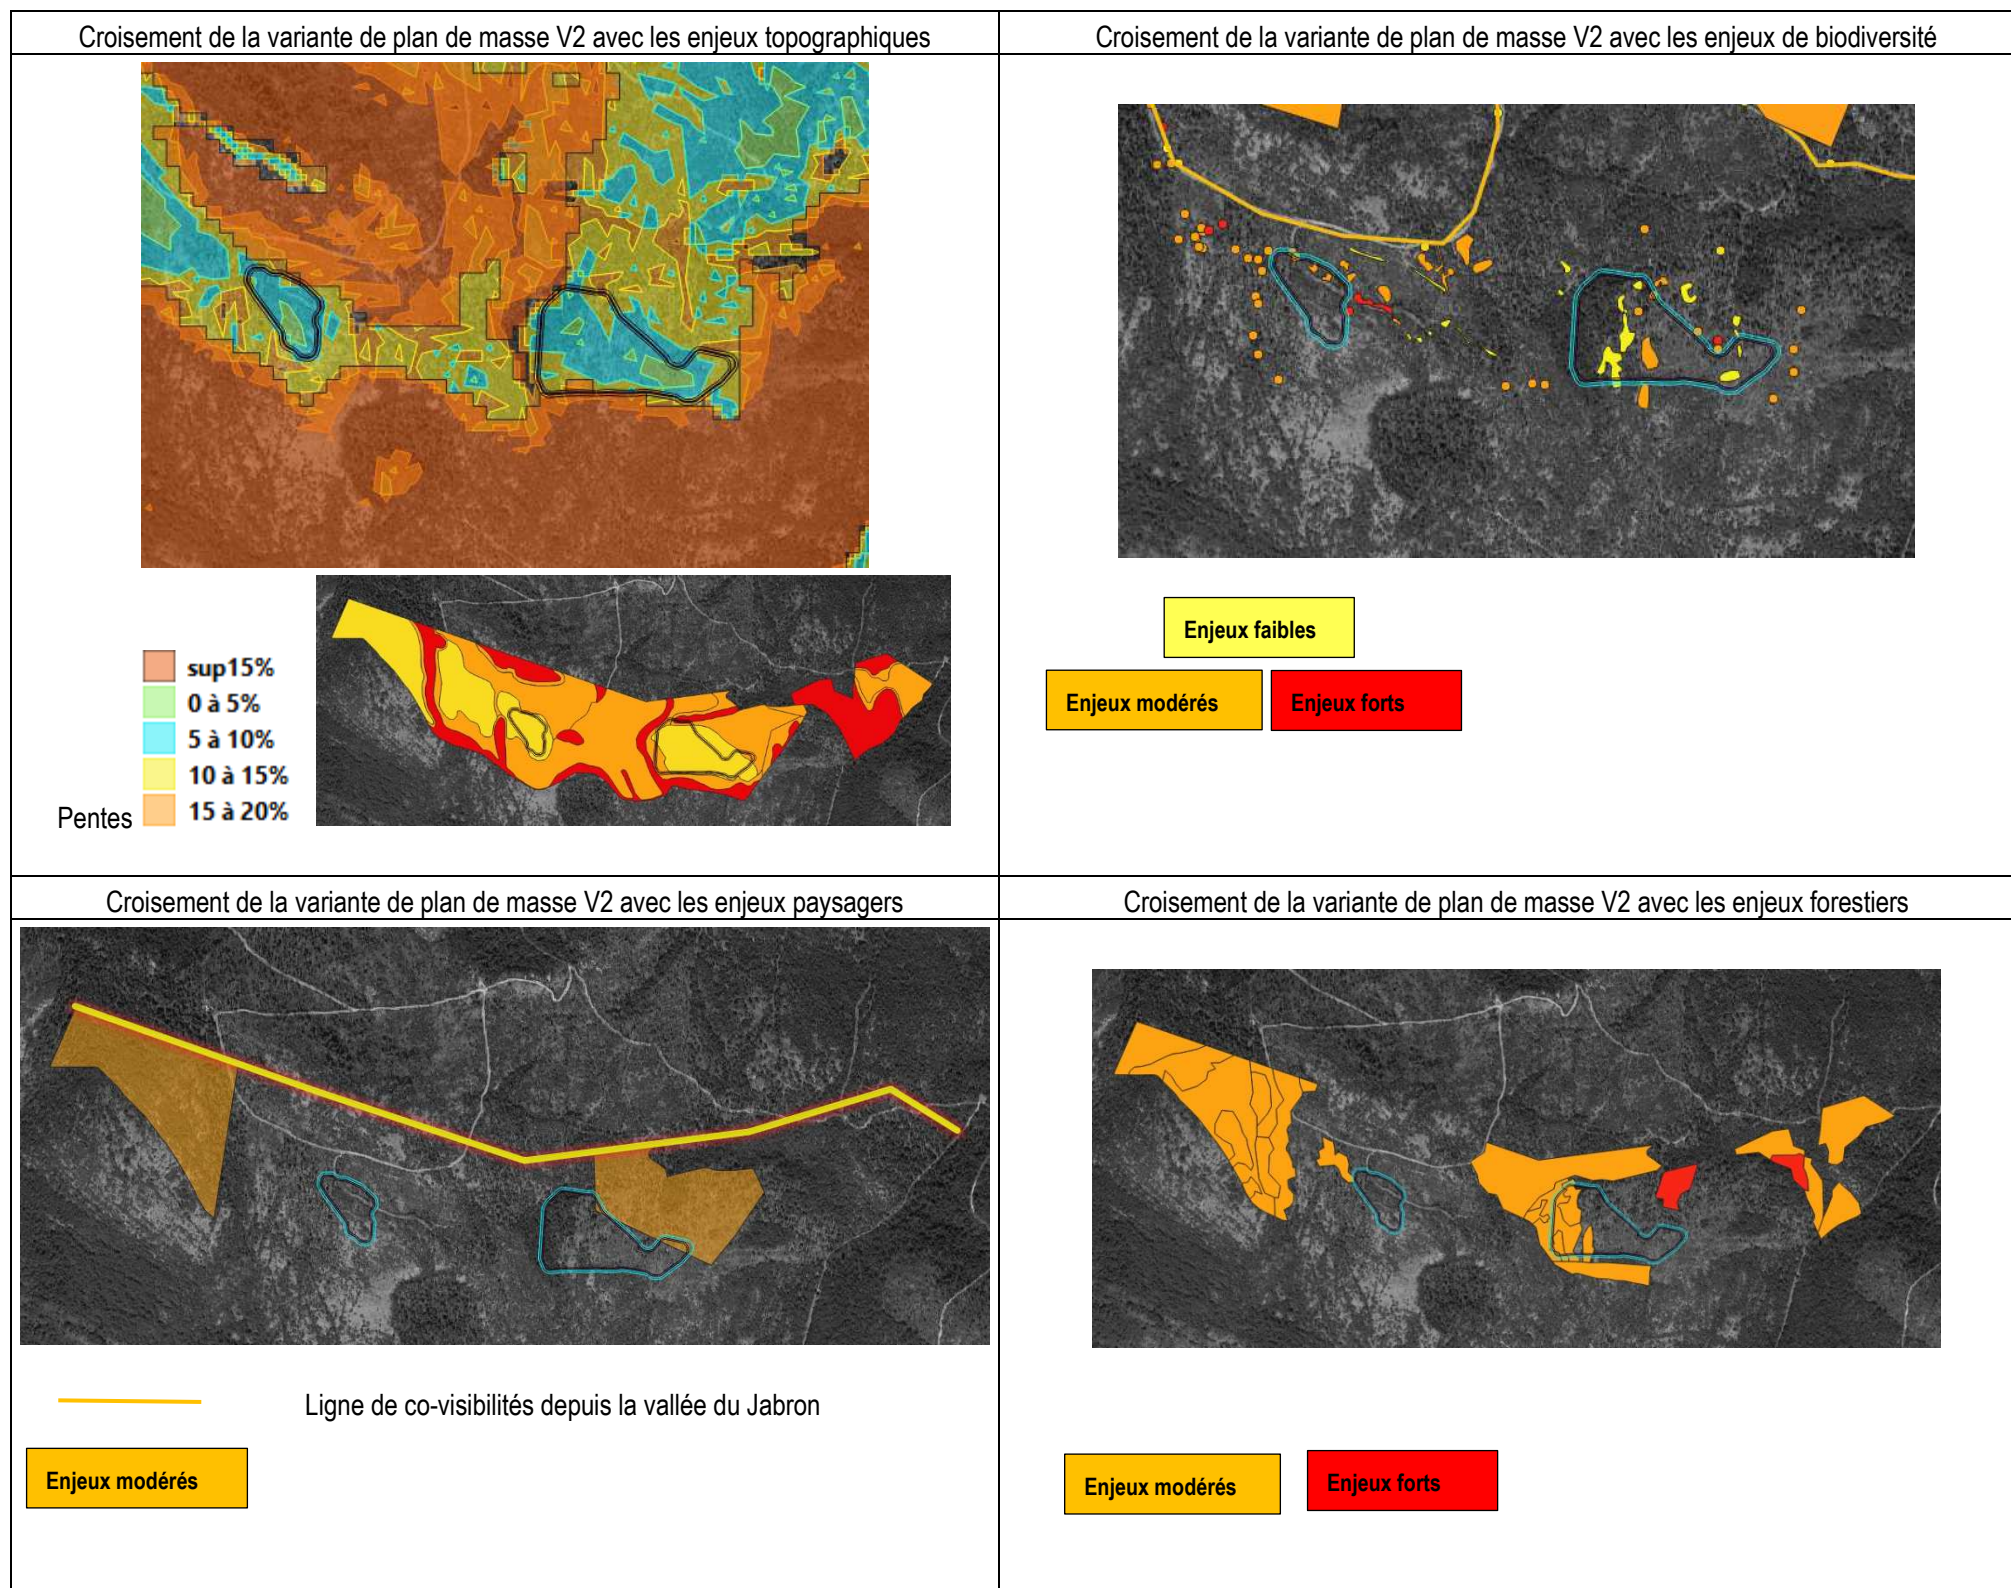 Croisement de la variante de plan de masse V2 avec les enjeux topographiques
Croisement de la variante de plan de masse V2 avec les enjeux de biodiversité
sup15%
0 à 5%
5 à 10%
10 à 15%
15 à 20%
Pentes
Enjeux faibles
Enjeux modérés
Enjeux forts
Croisement de la variante de plan de masse V2 avec les enjeux paysagers
Croisement de la variante de plan de masse V2 avec les enjeux forestiers
Ligne de co-visibilités depuis la vallée du Jabron
Enjeux modérés
Enjeux modérés
Enjeux forts